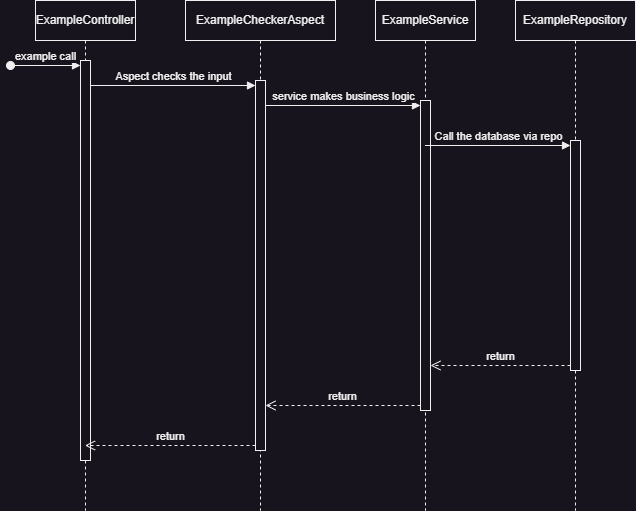 ExampleController
ExampleCheckerAspect
ExampleService
ExampleRepository
example call
Aspect checks the input
service makes business logic
Call the database via repo
return
return
return